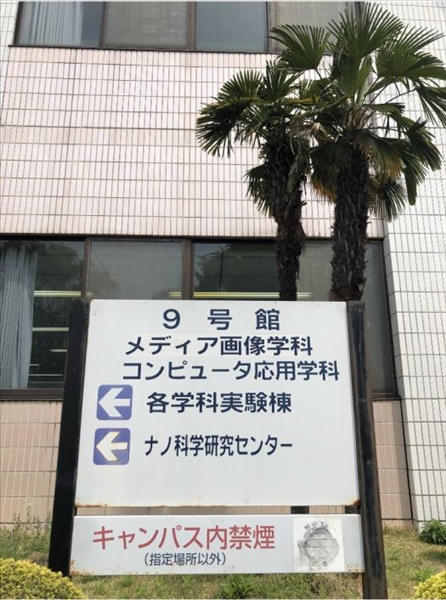 9号館
メディア画像学科
コンピュータ応用学科
各学科実験棟
ナノ科学研究センター
キャンパス内禁煙
(指定場所以外)